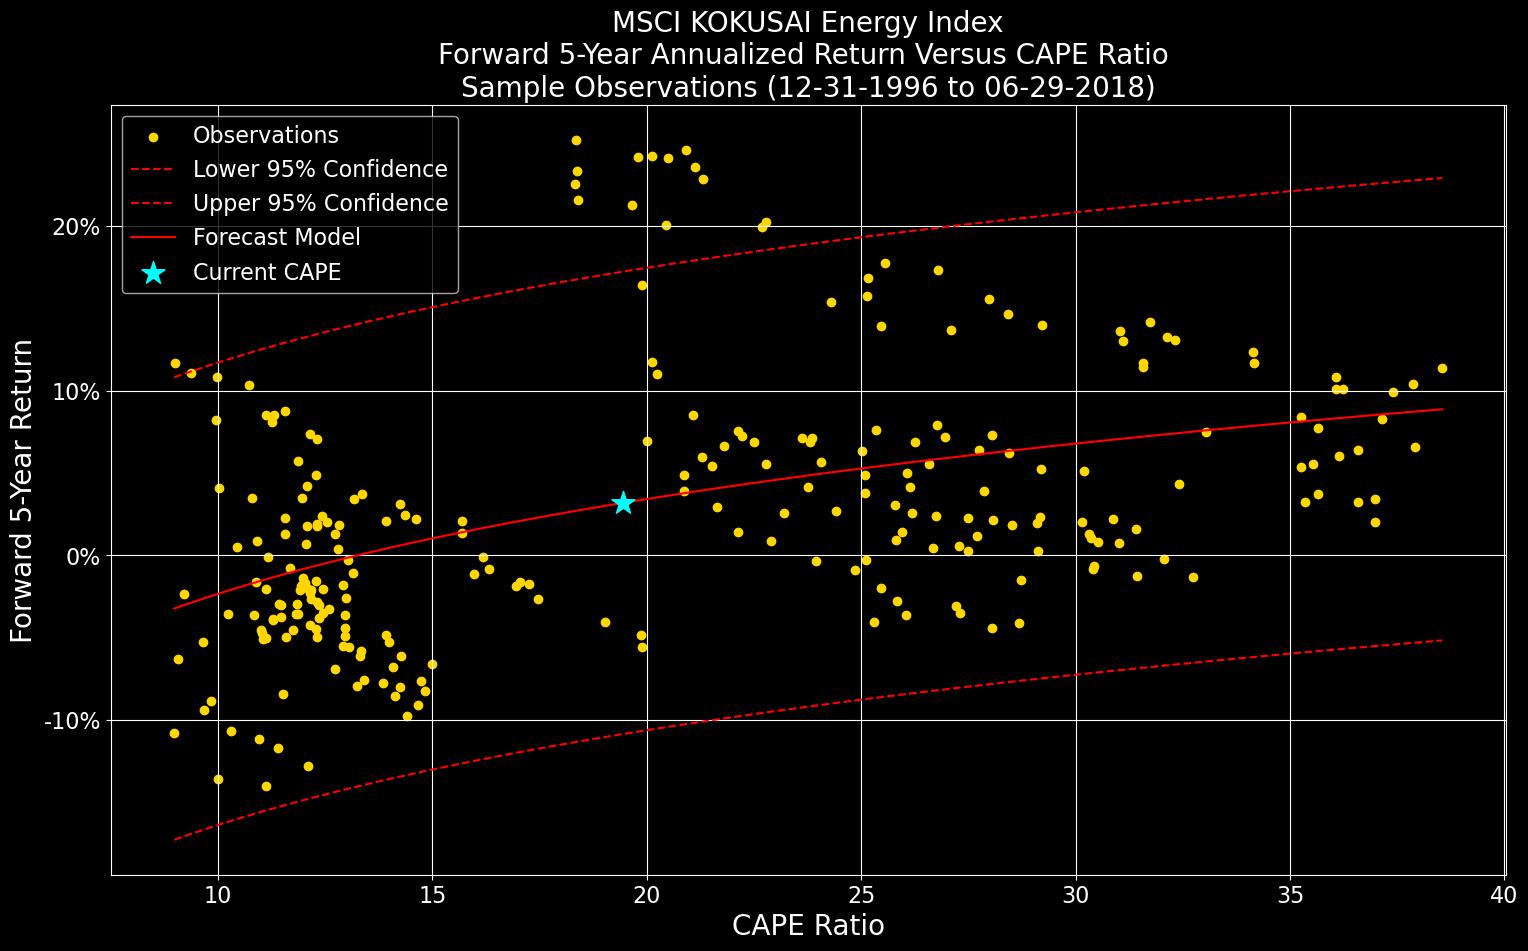 MSCI KOKUSAI Energy Index
Forward 5-Year Annualized Return Versus CAPE Ratio
Sample Observations (12-31-1996 to 06-29-2018)
Observations
Lower 95% Confidence
Upper 95% Confidence
Forecast Model
Current CAPE
Forward 5-Year Return
20%
10%
0%
-10%
10 15 20 25 30 35 40
CAPE Ratio